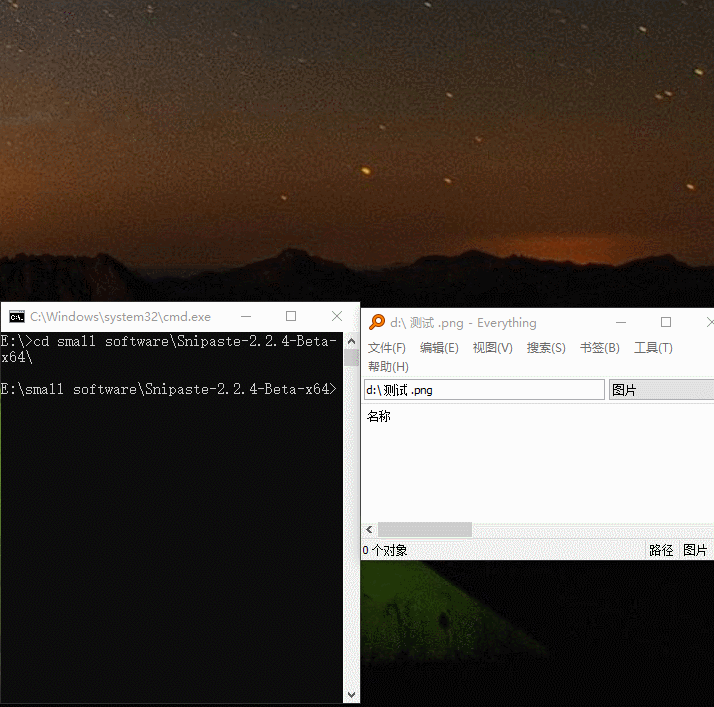 C:\Windows\system32\cmd.exe
E:\>cd small software\Snipaste-2.2.4-Beta-
x64\
E:\small software\Snipaste-2.2.4-Beta-x64>
d:\ 测试 .png - Everything
文件(F) 编辑(E) 视图(V) 搜索(S) 书签(B) 工具(T)
帮助(H)
d:\ 测试 .png 图片
名称
0 个对象 路径 图片